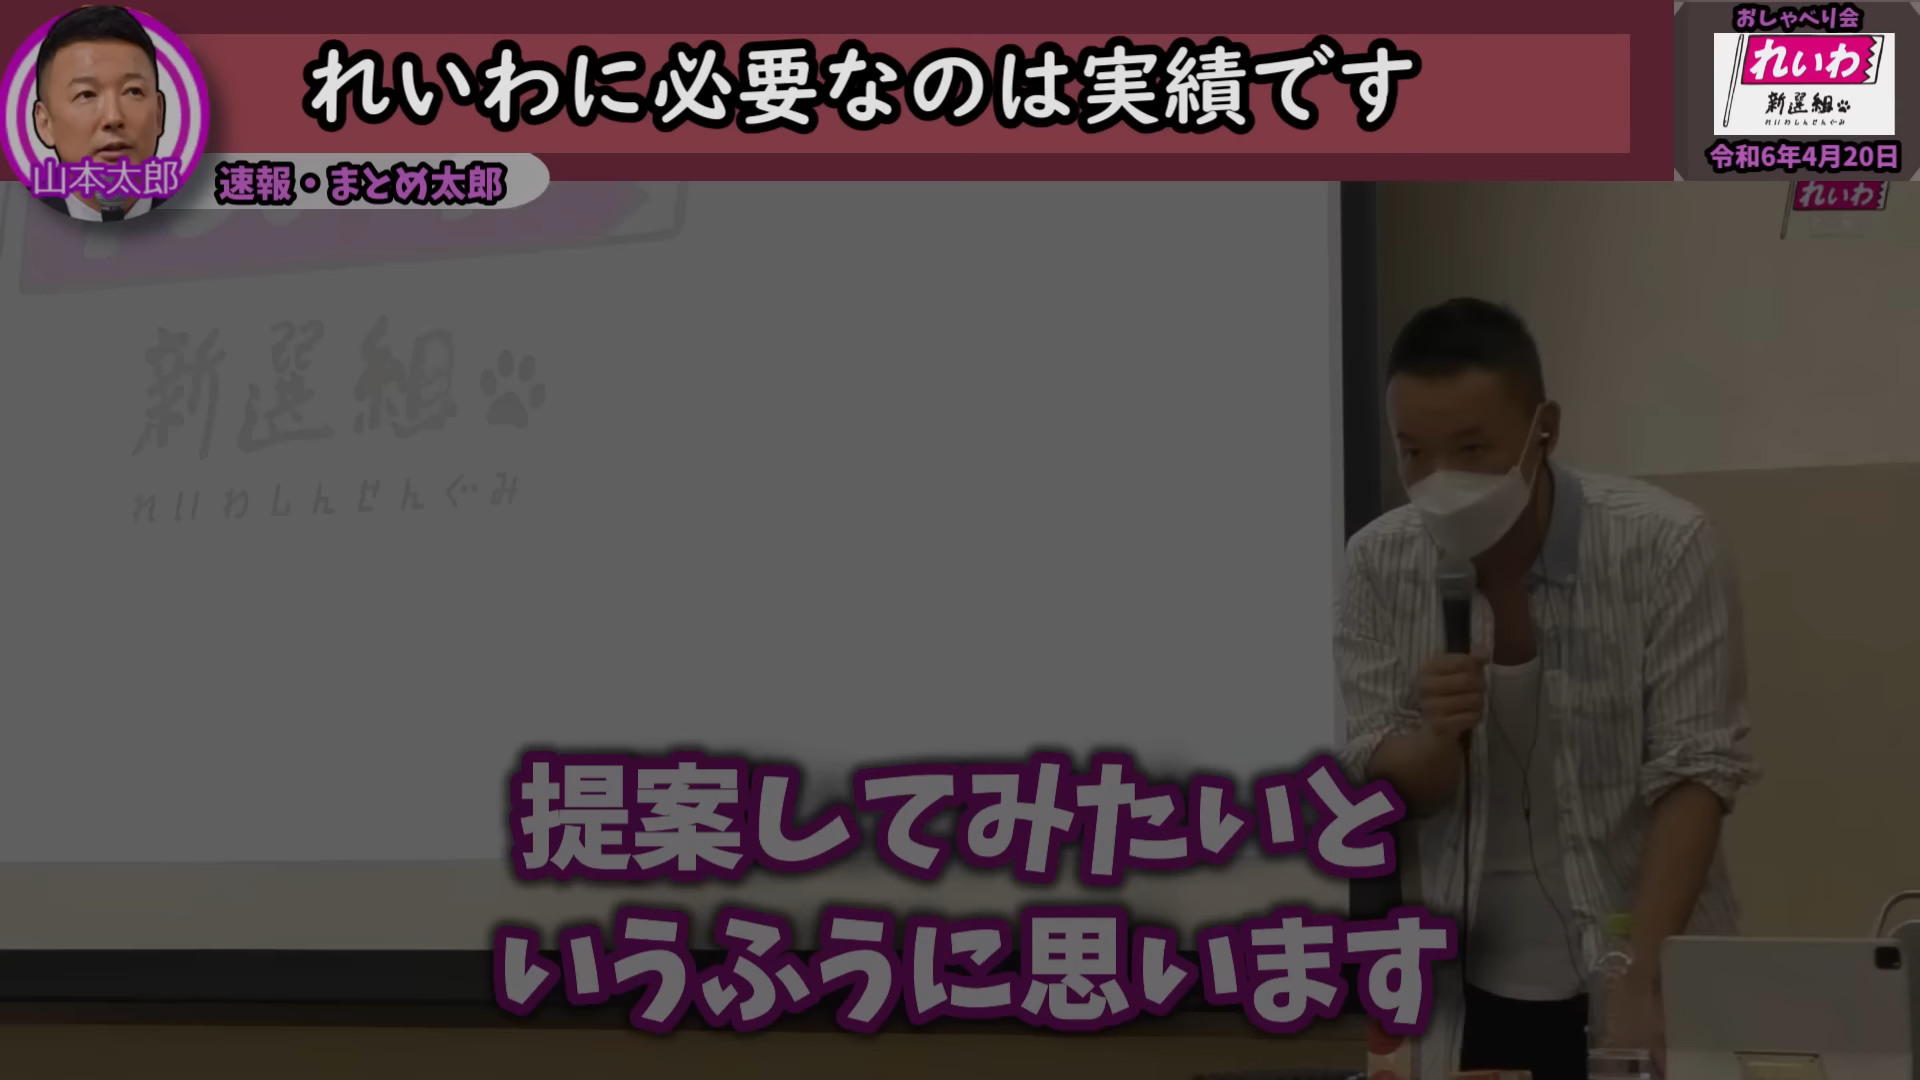 れいわに必要なのは実績です
山本太郎
速報・まとめ太郎
おしゃべり会
れいわ
新選組
れいわしんせんぐみ
令和6年4月20日
れいわ
新選組
れいわしんせんぐみ
提案してみたいと
いうふうに思います